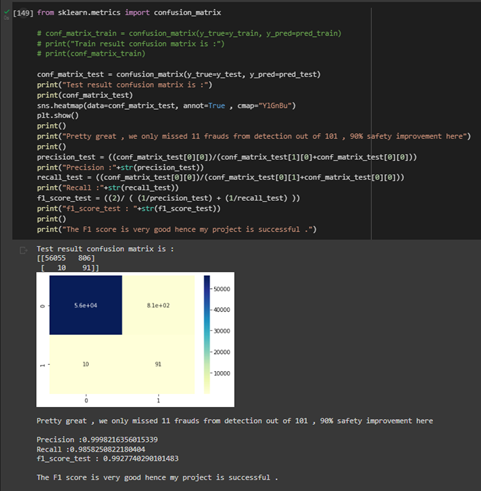 [149] from sklearn.metrics import confusion_matrix
# conf_matrix_train = confusion_matrix(y_true=y_train, y_pred=pred_train)
# print("Train result confusion matrix is :")
# print(conf_matrix_train)
conf_matrix_test = confusion_matrix(y_true=y_test, y_pred=pred_test)
print("Test result confusion matrix is :")
print(conf_matrix_test)
sns.heatmap(data=conf_matrix_test, annot=True , cmap="YlGnBu")
plt.show()
print()
print("Pretty great , we only missed 11 frauds from detection out of 101 , 90% safety improvement here")
print()
precision_test = ((conf_matrix_test[0][0])/(conf_matrix_test[1][0]+conf_matrix_test[0][0]))
print("Precision :"+str(precision_test))
recall_test = ((conf_matrix_test[0][0])/(conf_matrix_test[0][1]+conf_matrix_test[0][0]))
print("Recall :"+str(recall_test))
f1_score_test = ((2)/ ( (1/precision_test) + (1/recall_test) ))
print("f1_score_test : "+str(f1_score_test))
print()
print("The F1 score is very good hence my project is successful .")
Test result confusion matrix is :
[[56055 806]
[ 10 91]]
5.6e+04 8.1e+02
10 91
0 1
0 1
50000
40000
30000
20000
10000
Pretty great , we only missed 11 frauds from detection out of 101 , 90% safety improvement here
Precision :0.9998216356015339
Recall :0.9858250822180404
f1_score_test : 0.9927740290101483
The F1 score is very good hence my project is successful .